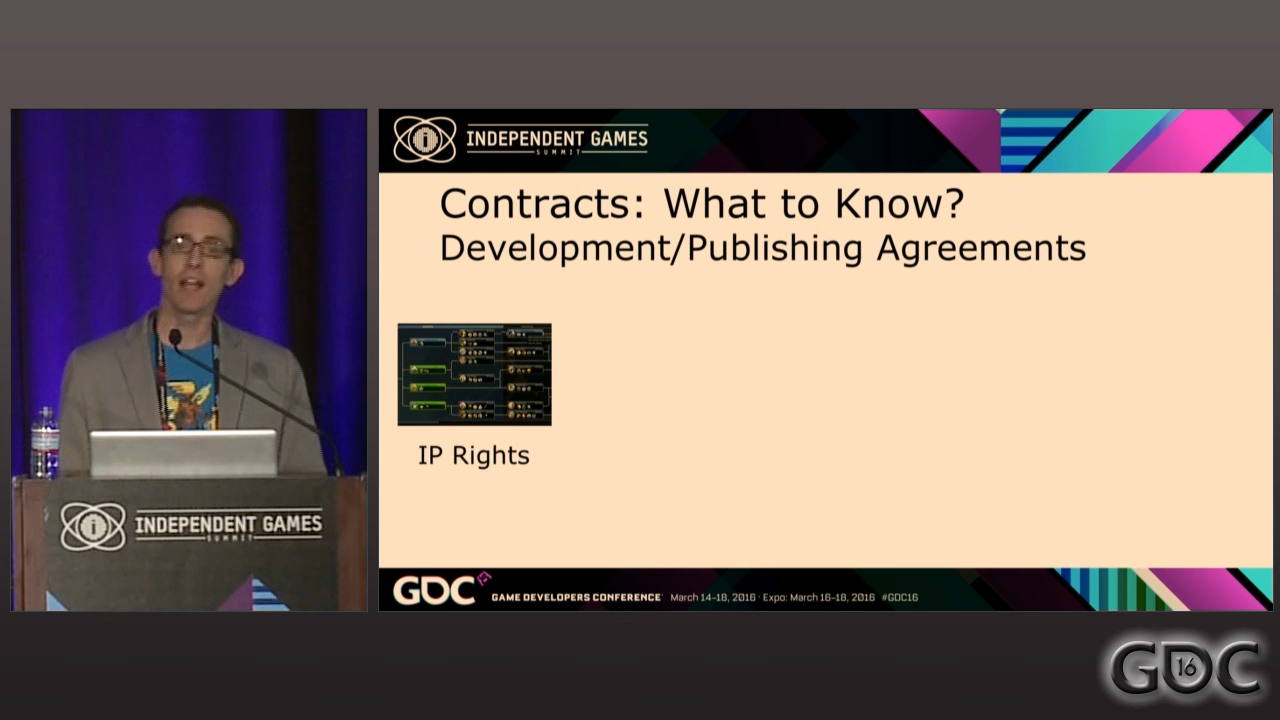 INDEPENDENT GAMES
SUMMIT
Contracts: What to Know?
Development/Publishing Agreements
IP Rights
INDEPENDENT GAMES
SUMMIT
GDC
GAME DEVELOPERS CONFERENCE
March 14-18, 2016 · Expo: March 16-18, 2016 #GDC16
GDC
16